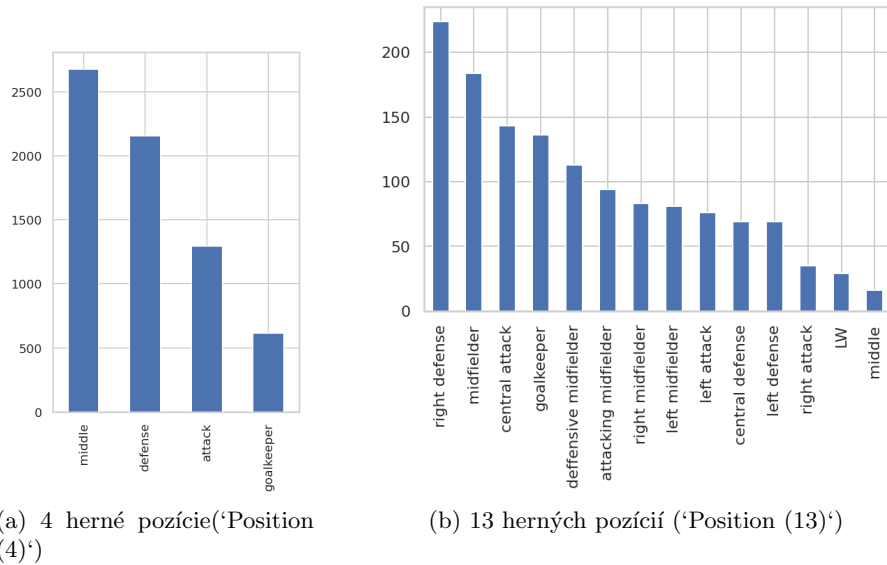 2500
2000
1500
1000
500
0
middle
defense
attack
goalkeeper
200
150
100
50
0
right defense
midfielder
central attack
goalkeeper
deffensive midfielder
attacking midfielder
right midfielder
left midfielder
left attack
central defense
left defense
right attack
LW
middle
(a) 4 herné pozície(‘Position
(4)‘)
(b) 13 herných pozícií (‘Position (13)‘)